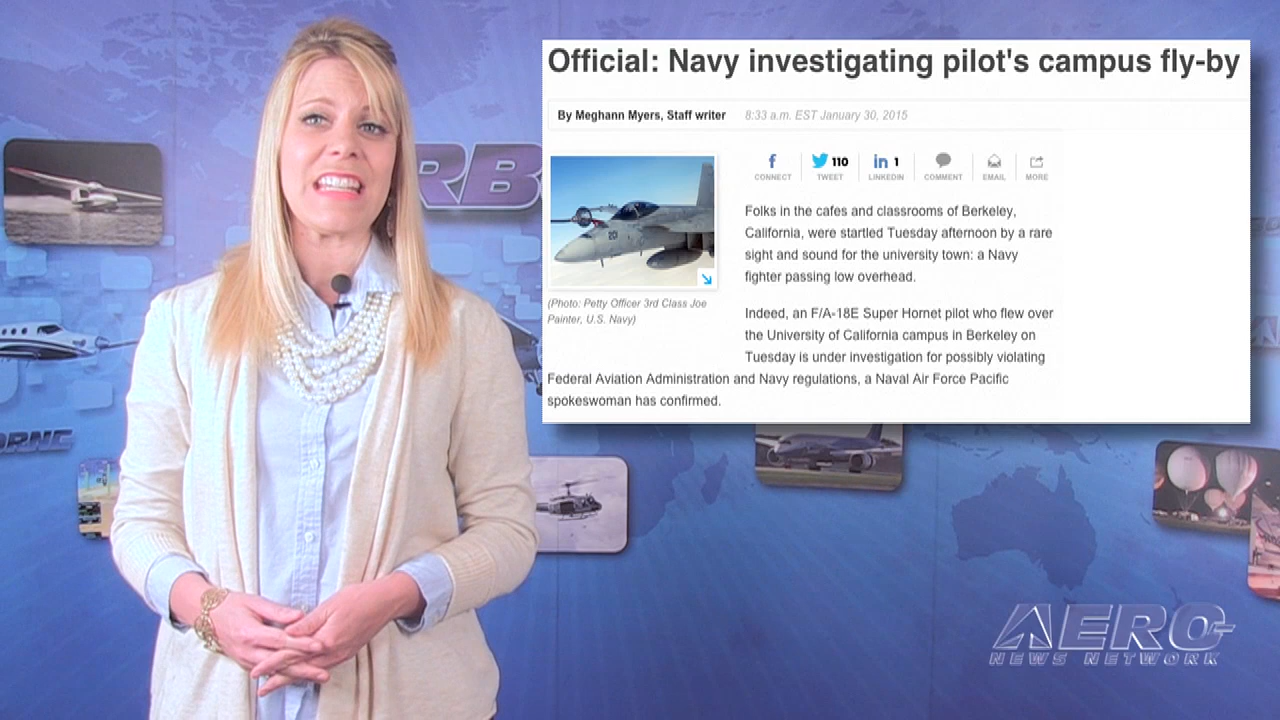 Official: Navy investigating pilot's campus fly-by
By Meghann Myers, Staff writer 8:33 a.m. EST January 30, 2015
CONNECT
110
TWEET
1
LINKEDIN
COMMENT
EMAIL
MORE
(Photo: Petty Officer 3rd Class Joe
Painter, U.S. Navy)
Folks in the cafes and classrooms of Berkeley,
California, were startled Tuesday afternoon by a rare
sight and sound for the university town: a Navy
fighter passing low overhead.
Indeed, an F/A-18E Super Hornet pilot who flew over
the University of California campus in Berkeley on
Tuesday is under investigation for possibly violating
Federal Aviation Administration and Navy regulations, a Naval Air Force Pacific
spokeswoman has confirmed.
AERO
NEWS NETWORK